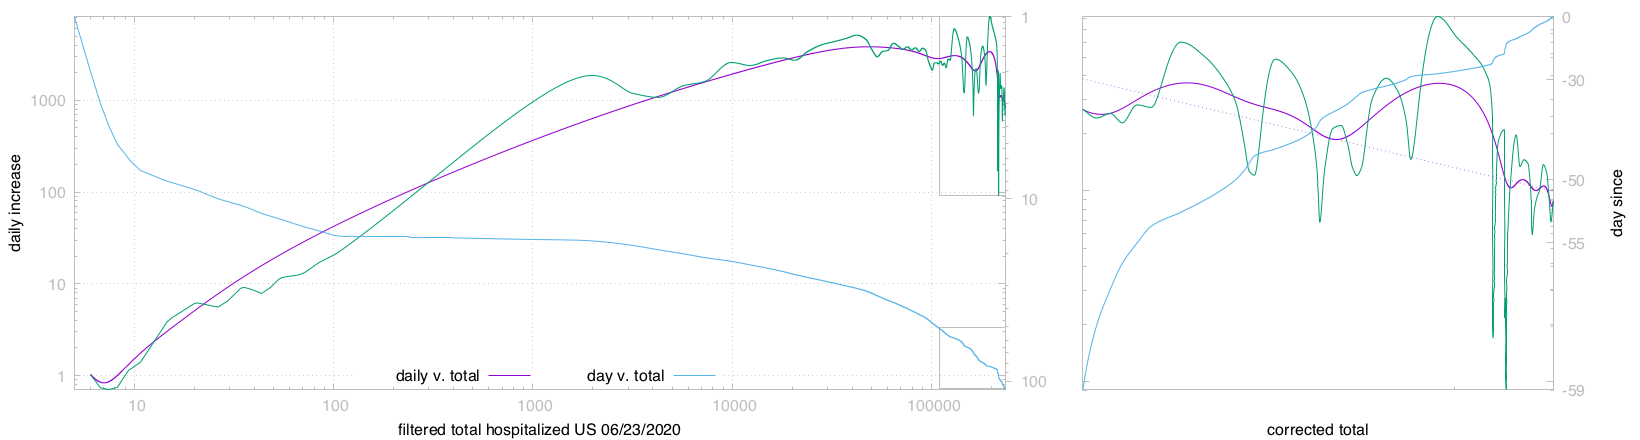 1000
100
10
1
daily increase
10
100
1000
10000
100000
filtered total hospitalized US 06/23/2020
daily v. total
day v. total
1
10
100
0
-30
-50
-55
-59
day since
corrected total